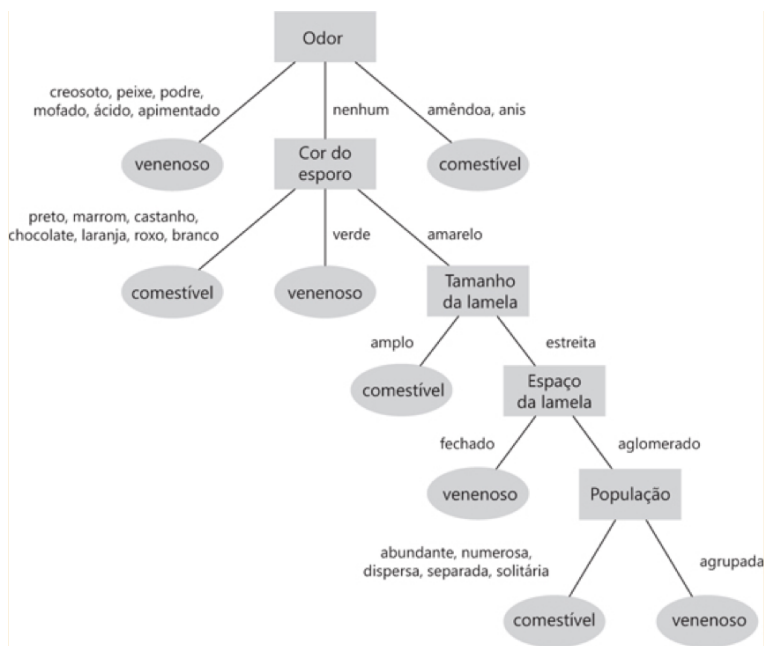 Odor
creosoto, peixe, podre,
mofado, ácido, apimentado
nenhum
amêndoa, anis
venenoso
Cor do
esporo
comestível
preto, marrom, castanho,
chocolate, laranja, roxo, branco
verde
amarelo
comestível
venenoso
Tamanho
da lamela
amplo
estreita
comestível
Espaço
da lamela
fechado
aglomerado
venenoso
População
abundante, numerosa,
dispersa, separada, solitária
agrupada
comestível
venenoso